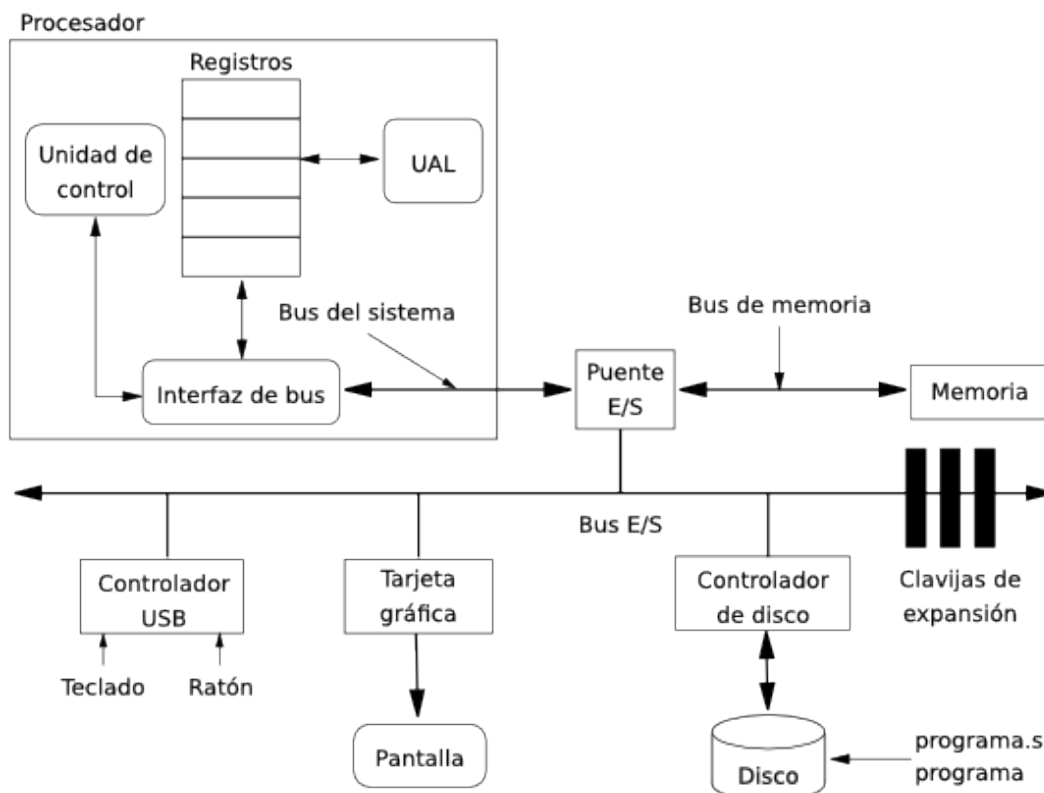 Procesador
Registros
Unidad de
control
UAL
Bus del sistema
Bus de memoria
Interfaz de bus
Puente
E/S
Memoria
Bus E/S
Controlador
USB
Tarjeta
gráfica
Controlador
de disco
Clavijas de
expansión
Teclado
Ratón
Pantalla
Disco
programa.s
programa